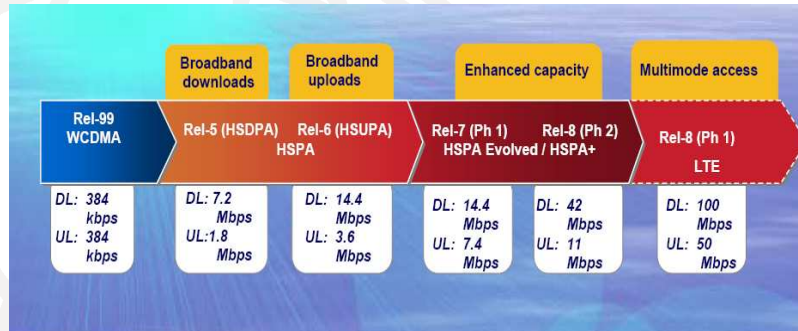 Broadband
downloads
Broadband
uploads
Enhanced capacity
Multimode access
Rel-99
WCDMA
Rel-5 (HSDPA) Rel-6 (HSUPA)
HSPA
Rel-7 (Ph 1) Rel-8 (Ph 2)
HSPA Evolved / HSPA+
Rel-8 (Ph 1)
LTE
DL: 384
kbps
UL: 384
kbps
DL: 7.2
Mbps
UL:1.8
Mbps
DL: 14.4
Mbps
UL: 3.6
Mbps
DL: 14.4
Mbps
UL: 7.4
Mbps
DL: 42
Mbps
UL: 11
Mbps
DL: 100
Mbps
UL: 50
Mbps